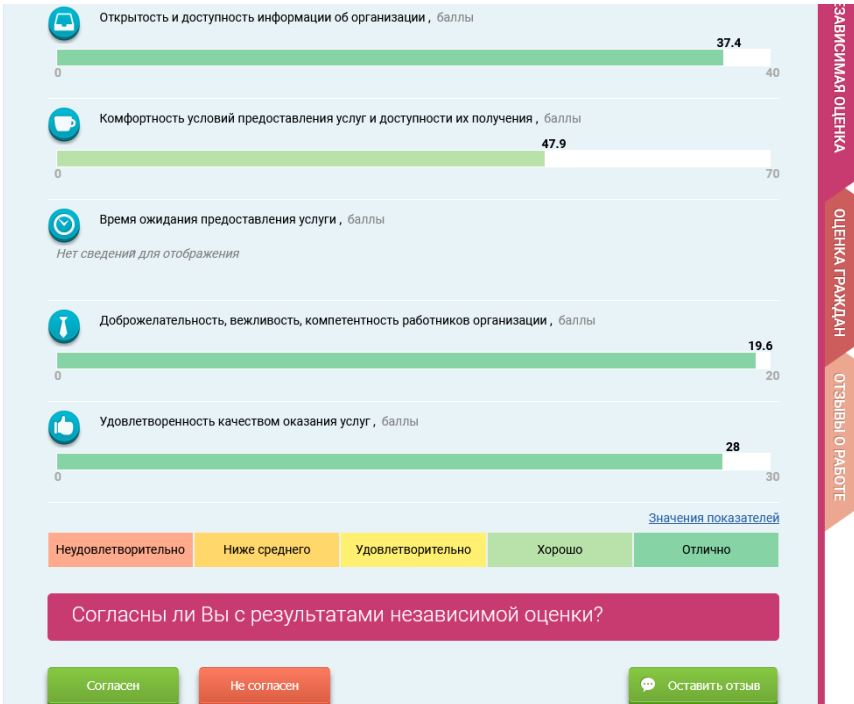 Открытость и доступность информации об организации , баллы
37.4
0
40
Комфортность условий предоставления услуг и доступности их получения , баллы
47.9
0
70
Время ожидания предоставления услуги , баллы
Нет сведений для отображения
Доброжелательность, вежливость, компетентность работников организации , баллы
19.6
0
20
Удовлетворенность качеством оказания услуг , баллы
28
0
30
Значения показателей
Неудовлетворительно
Ниже среднего
Удовлетворительно
Хорошо
Отлично
Согласны ли Вы с результатами независимой оценки?
Согласен
Не согласен
Оставить отзыв
ЗАВИСИМАЯ ОЦЕНКА
ОЦЕНКА ГРАЖДАН
ОТЗЫВЫ О РАБОТЕ